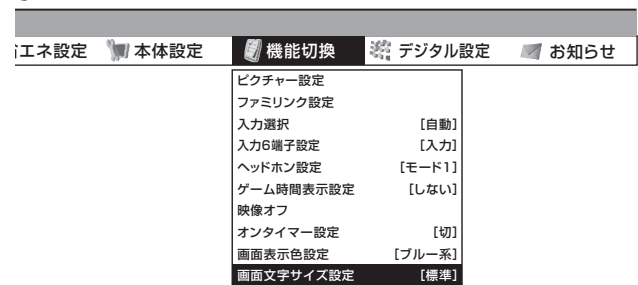 エネ設定 本体設定 機能切換 デジタル設定 お知らせ
ピクチャー設定
ファミリンク設定
入力選択 [自動]
入力6端子設定 [入力]
ヘッドホン設定 [モード1]
ゲーム時間表示設定 [しない]
映像オフ
オンタイマー設定 [切]
画面表示色設定 [ブルー系]
画面文字サイズ設定 [標準]